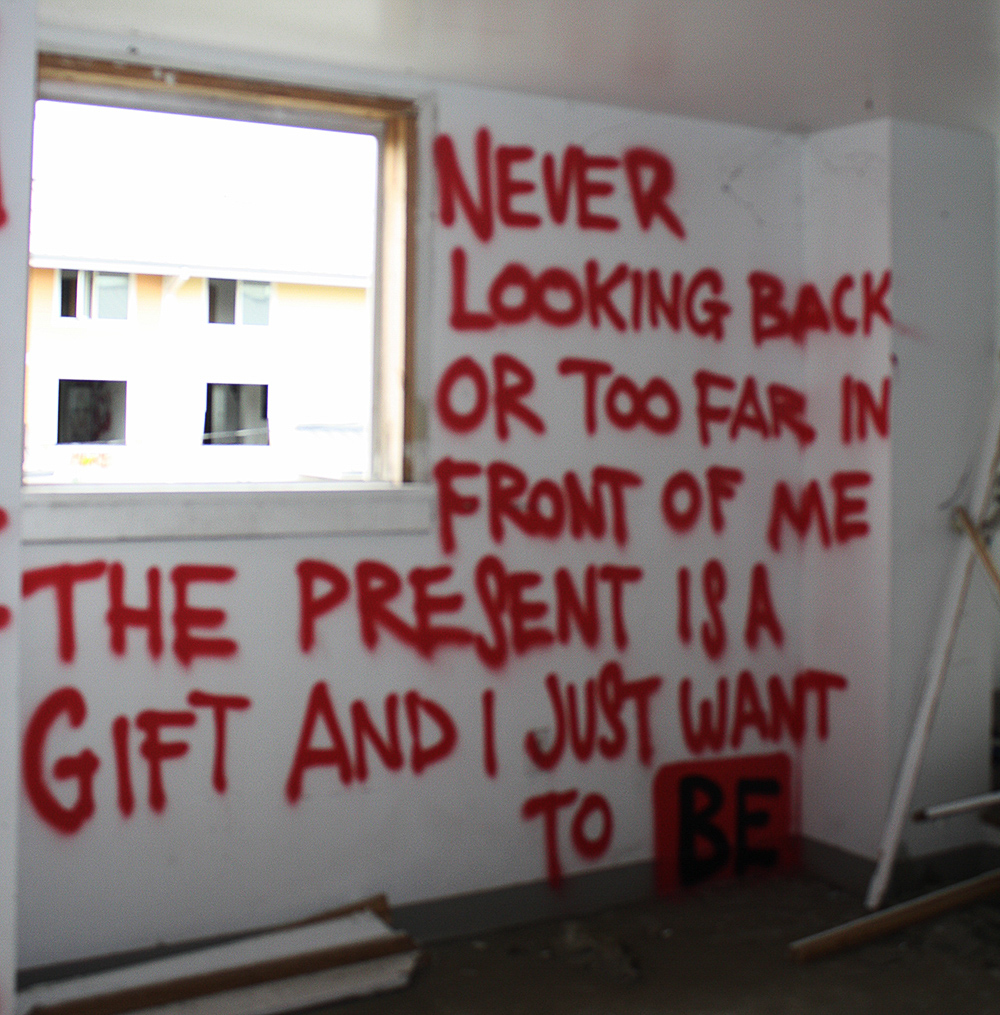 NEVER
LOOKING BACK
OR TOO FAR IN
FRONT OF ME
THE PRESENT IS A
GIFT AND I JUST WANT
TO BE